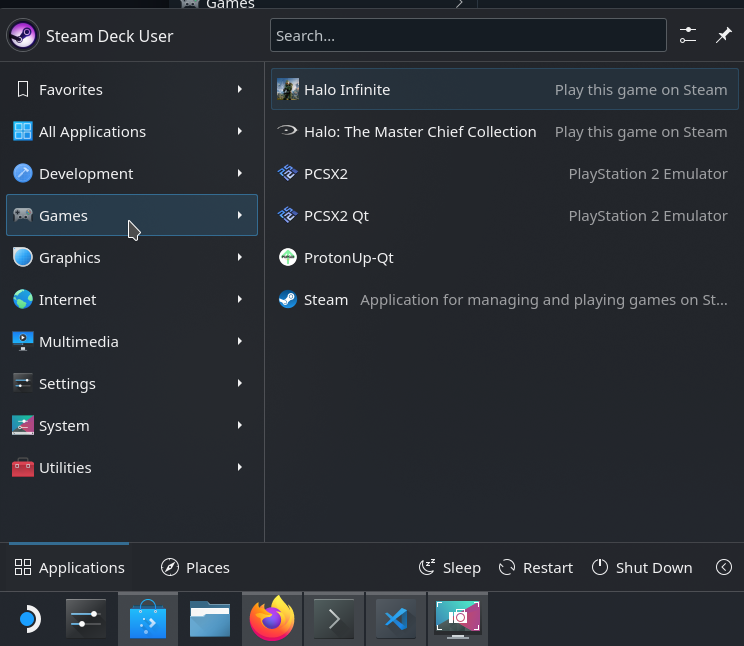 Games
Steam Deck User
Search...
Favorites
All Applications
Development
Games
Graphics
Internet
Multimedia
Settings
System
Utilities
Halo Infinite Play this game on Steam
Halo: The Master Chief Collection Play this game on Steam
PCSX2 PlayStation 2 Emulator
PCSX2 Qt PlayStation 2 Emulator
ProtonUp-Qt
Steam Application for managing and playing games on St...
Applications Places Sleep Restart Shut Down